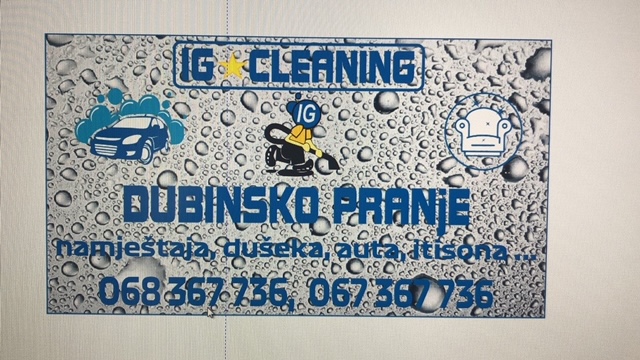 IG CLEANING
IG
DUBINSKO PRANjE
namještaja, dušeka, auta, itisona ...
068 367 736, 067 367 736